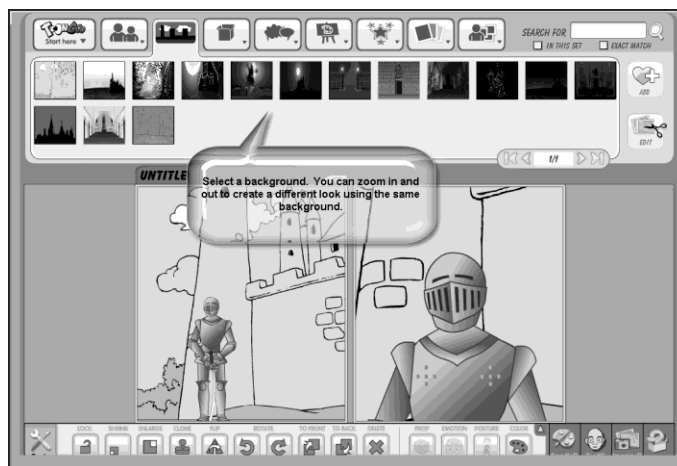 TOONDOO
Start here
SEARCH FOR
IN THIS SET EXACT MATCH
ADD
EDIT
1/1
UNTITLE
Select a background. You can zoom in and
out to create a different look using the same
background.
LOCK SHRINK ENLARGE CLONE FLIP ROTATE TO FRONT TO BACK DELETE PROP EMOTION POSTURE COLOR